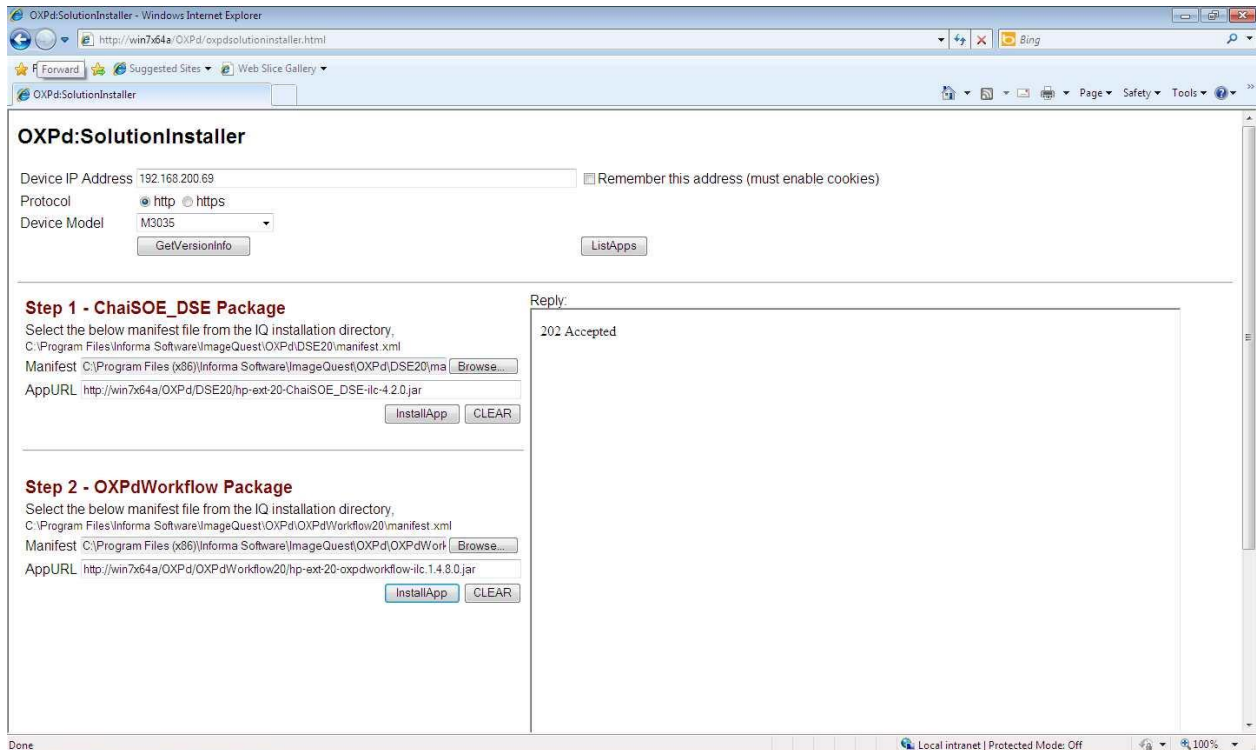 OXPd:SolutionInstaller - Windows Internet Explorer
http://win7x64a/OXPd/oxpdsolutioninstaller.html
Bing
F
Forward
Suggested Sites
Web Slice Gallery
OXPd:SolutionInstaller
Page
Safety
Tools
OXPd:SolutionInstaller
Device IP Address 192.168.200.69
Remember this address (must enable cookies)
Protocol http https
Device Model M3035
GetVersionInfo
ListApps
Step 1 - ChaiSOE_DSE Package
Select the below manifest file from the IQ installation directory,
C:\Program Files\Informa Software\ImageQuest\OXPd\DSE20\manifest.xml
Manifest C:\Program Files (x86)\Informa Software\ImageQuest\OXPd\DSE20\ma Browse...
AppURL http://win7x64a/OXPd/DSE20/hp-ext-20-ChaiSOE_DSE-ilc-4.2.0.jar
InstallApp CLEAR
Step 2 - OXPdWorkflow Package
Select the below manifest file from the IQ installation directory,
C:\Program Files\Informa Software\ImageQuest\OXPd\OXPdWorkflow20\manifest.xml
Manifest C:\Program Files (x86)\Informa Software\ImageQuest\OXPd\OXPdWork Browse...
AppURL http://win7x64a/OXPd/OXPdWorkflow20/hp-ext-20-oxpdworkflow-ilc.1.4.8.0.jar
InstallApp CLEAR
Reply:
202 Accepted
Done
Local intranet | Protected Mode: Off
100%